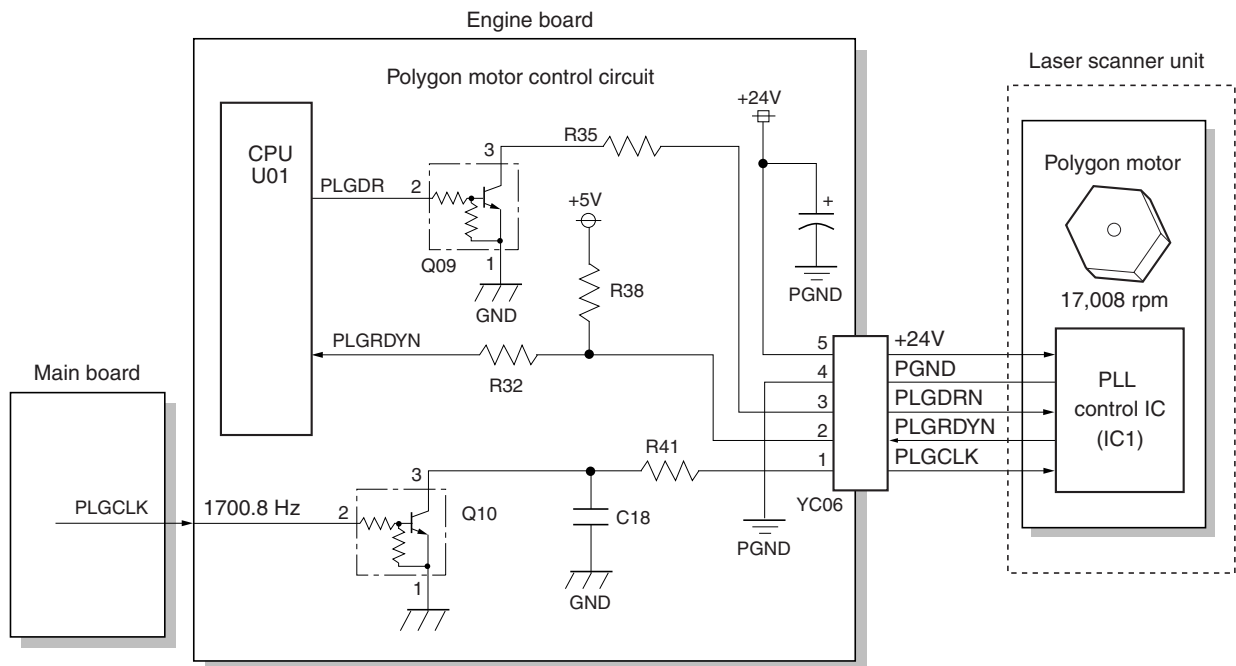 Engine board
Polygon motor control circuit
Laser scanner unit
+24V
CPU
U01
3
R35
Polygon motor
PLGDR
2
+5V
+
Q09
1
R38
PGND
17,008 rpm
GND
PLGRDYN
R32
5
+24V
Main board
4
PGND
PLL
control IC
(IC1)
3
PLGDRN
2
PLGRDYN
3
R41
1
PLGCLK
PLGCLK
1700.8 Hz
2
Q10
C18
YC06
PGND
1
GND